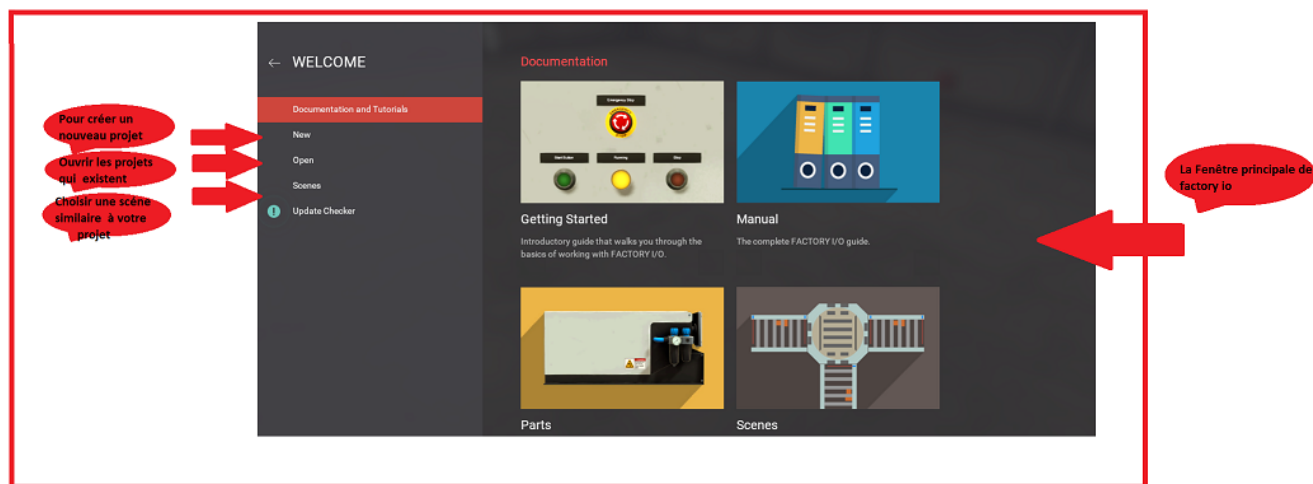 WELCOME
Documentation and Tutorials
New
Open
Scenes
Update Checker
Pour créer un
nouveau projet
Ouvrir les projets
qui existent
Choisir une scéne
similaire à votre
projet
Documentation
Emergency Stop
Start Button
Running
Stop
Getting Started
Introductory guide that walks you through the
basics of working with FACTORY I/O.
Manual
The complete FACTORY I/O guide.
Parts
Scenes
La Fenêtre principale de
factory io